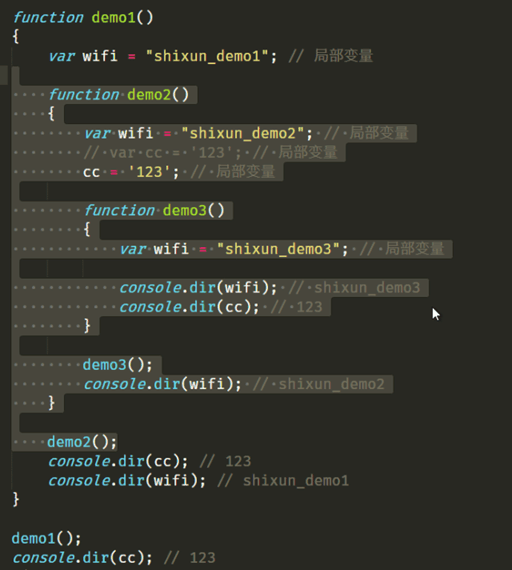 function demo1()
{
var wifi = "shixun_demo1"; // 局部变量
function demo2()
{
var wifi = "shixun_demo2"; // 局部变量
// var cc = '123'; // 局部变量
cc = '123'; // 局部变量
function demo3()
{
var wifi = "shixun_demo3"; // 局部变量
console.dir(wifi); // shixun_demo3
console.dir(cc); // 123
}
demo3();
console.dir(wifi); // shixun_demo2
}
demo2();
console.dir(cc); // 123
console.dir(wifi); // shixun_demo1
}
demo1();
console.dir(cc); // 123